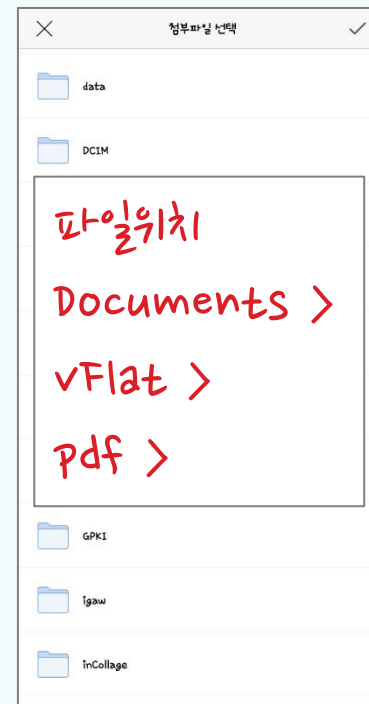 첨부파일 선택
data
DCIM
파일위치
Documents >
vFlat >
pdf >
GPKI
igaw
inCollage